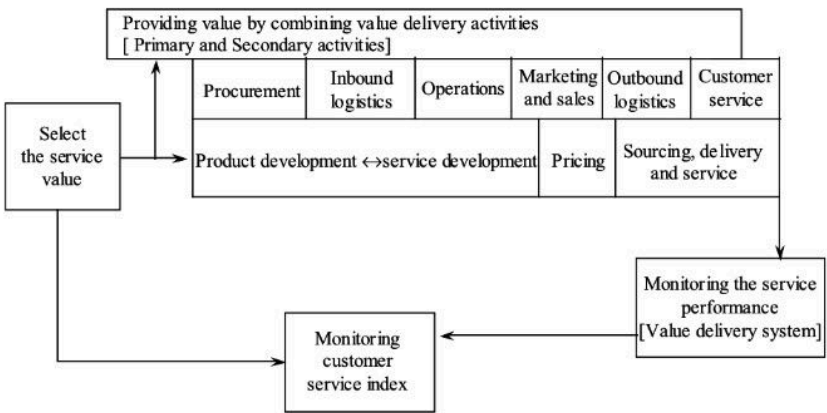 Providing value by combining value delivery activities
[ Primary and Secondary activities]
Procurement
Inbound
logistics
Operations
Marketing
and sales
Outbound
logistics
Customer
service
Select
the service
value
Product development ↔service development
Pricing
Sourcing, delivery
and service
Monitoring the service
performance
[Value delivery system]
Monitoring
customer
service index